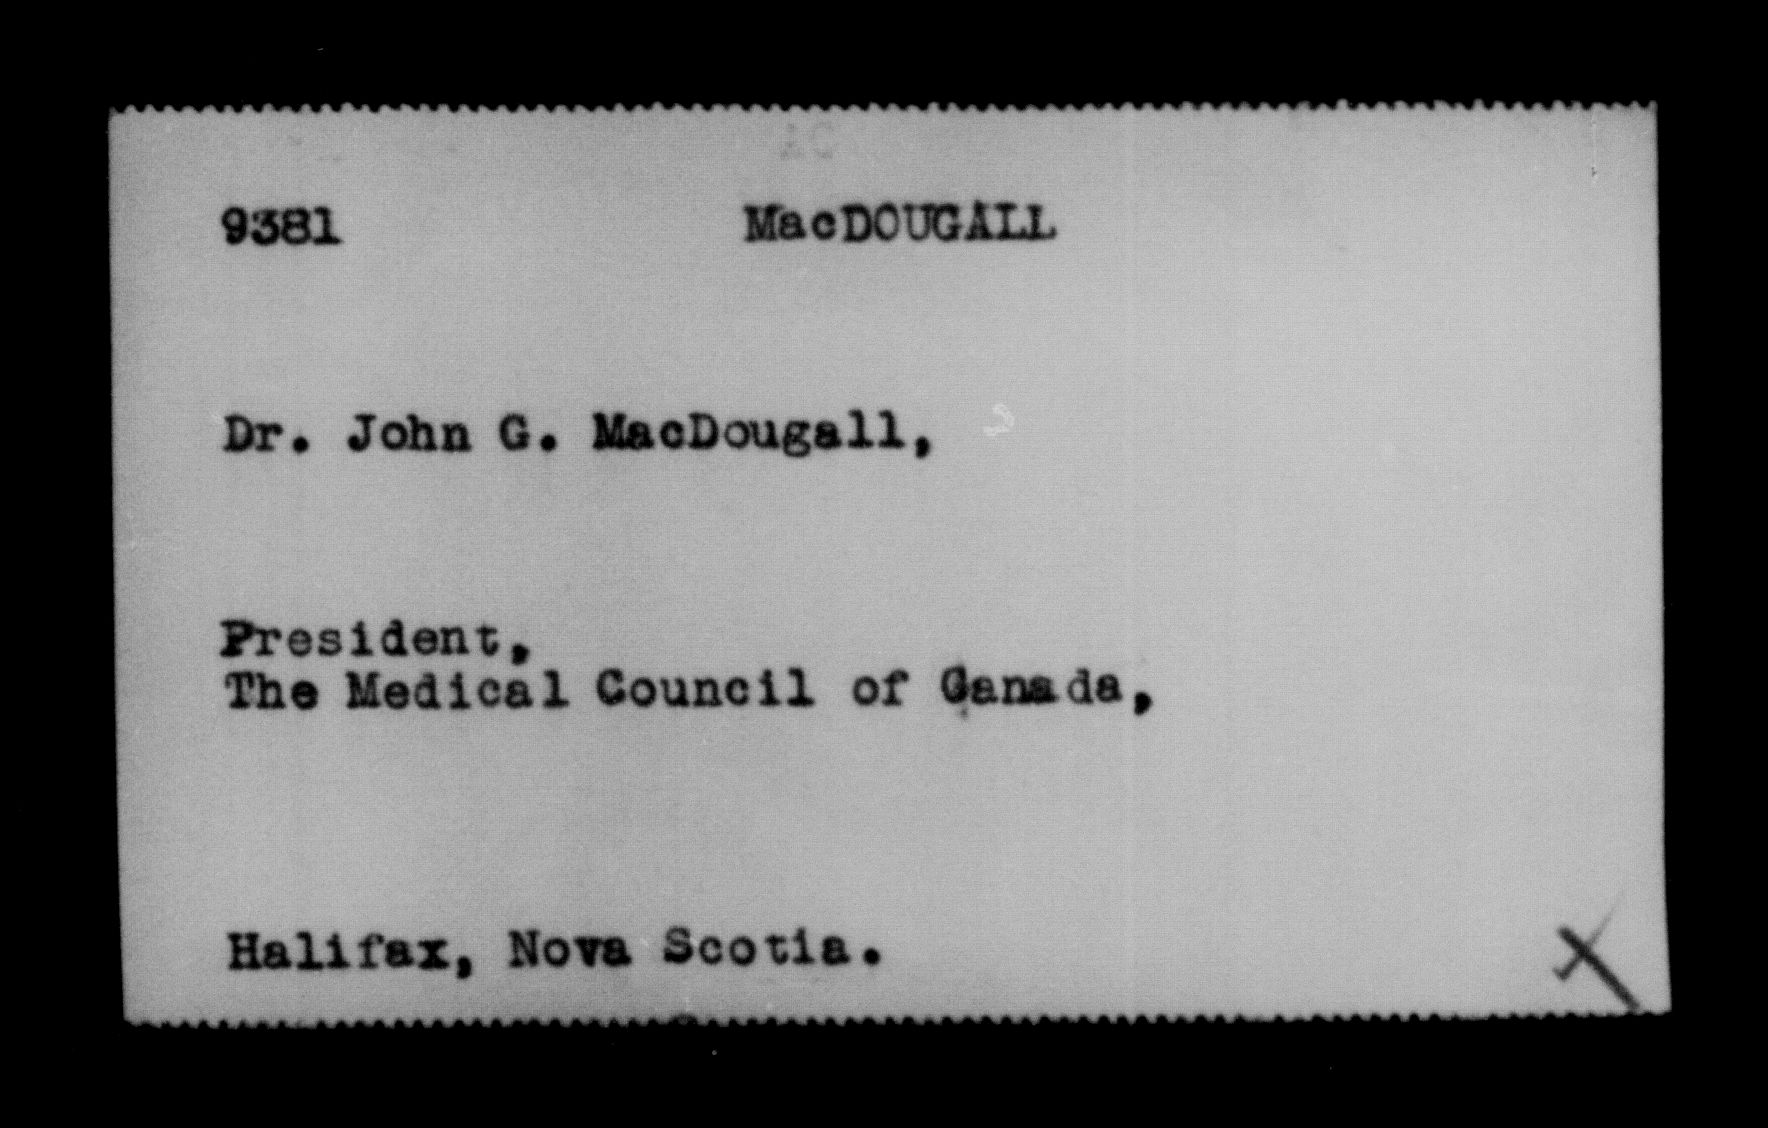 9381 MacDOUGALL
Dr. John G. MacDougall,
President,
The Medical Council of Canada,
Halifax, Nova Scotia.